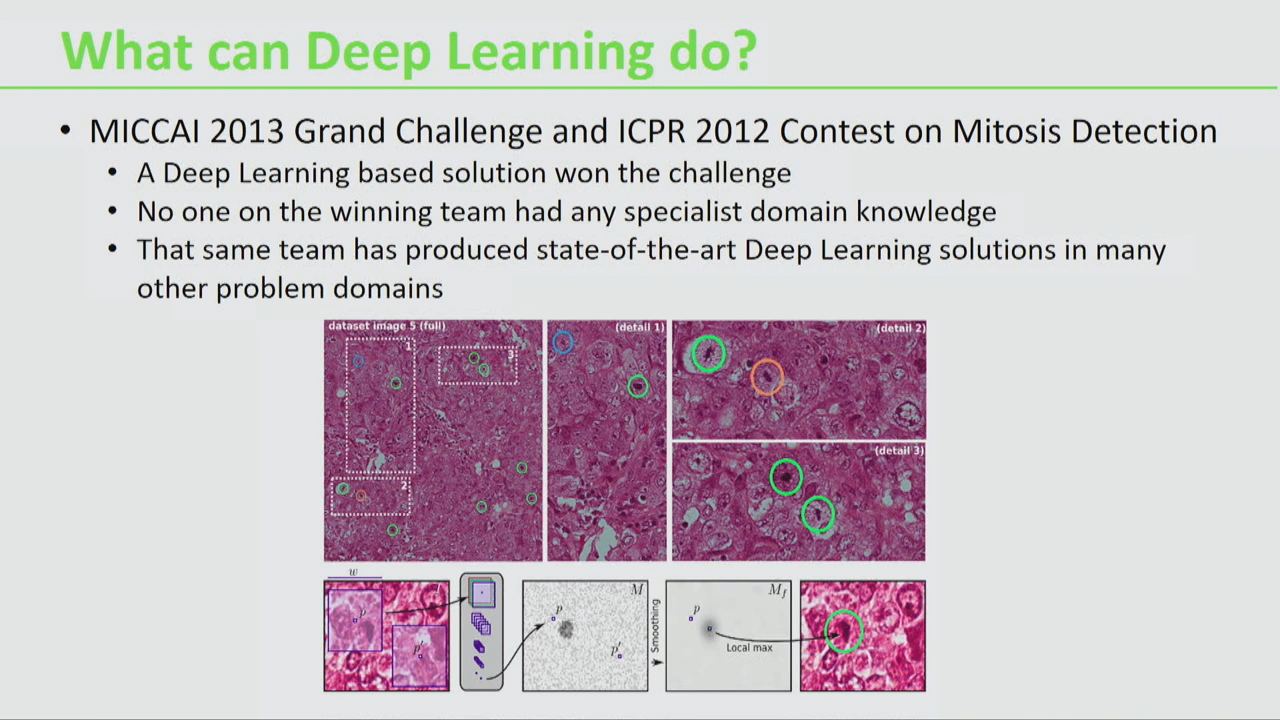 What can Deep Learning do?
• MICCAI 2013 Grand Challenge and ICPR 2012 Contest on Mitosis Detection
• A Deep Learning based solution won the challenge
• No one on the winning team had any specialist domain knowledge
• That same team has produced state-of-the-art Deep Learning solutions in many
other problem domains
dataset image 5 (full)
1
3
2
(detail 1)
(detail 2)
(detail 3)
w
p
p'
M
p
p'
Smoothing
M_f
p
Local max